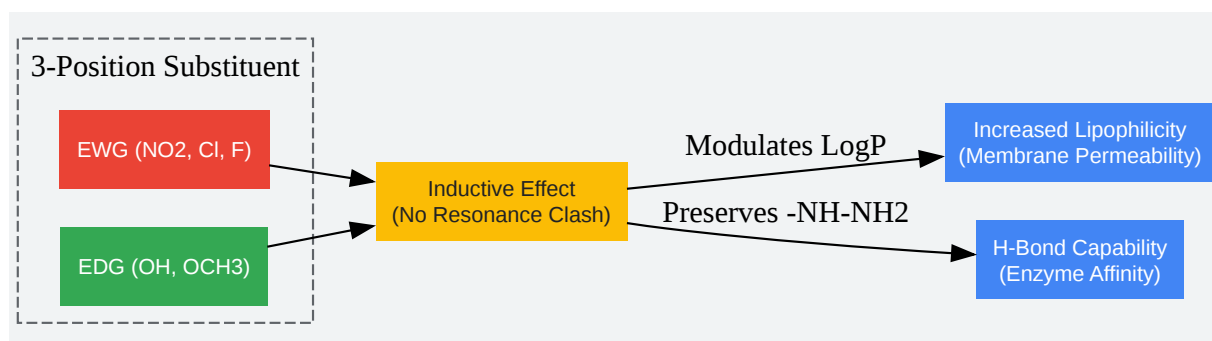 3-Position Substituent
EWG (NO2, Cl, F)
EDG (OH, OCH3)
Inductive Effect
(No Resonance Clash)
Modulates LogP
Preserves -NH-NH2
Increased Lipophilicity
(Membrane Permeability)
H-Bond Capability
(Enzyme Affinity)